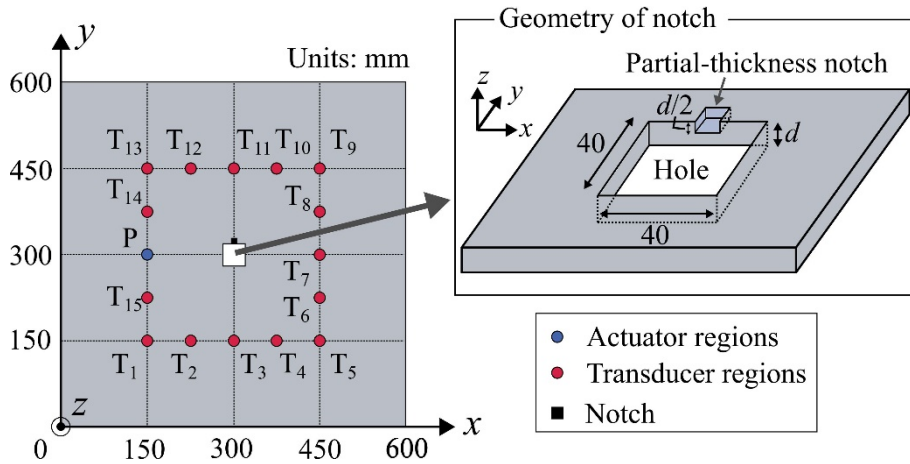 y
Units: mm
600
T13 T12 T11 T10 T9
450
T14 T8
P
300
T7
T15 T6
150
T1 T2 T3 T4 T5
z
x
0 150 300 450 600
Geometry of notch
Partial-thickness notch
z
y
x
d/2
d
40
Hole
40
Actuator regions
Transducer regions
Notch